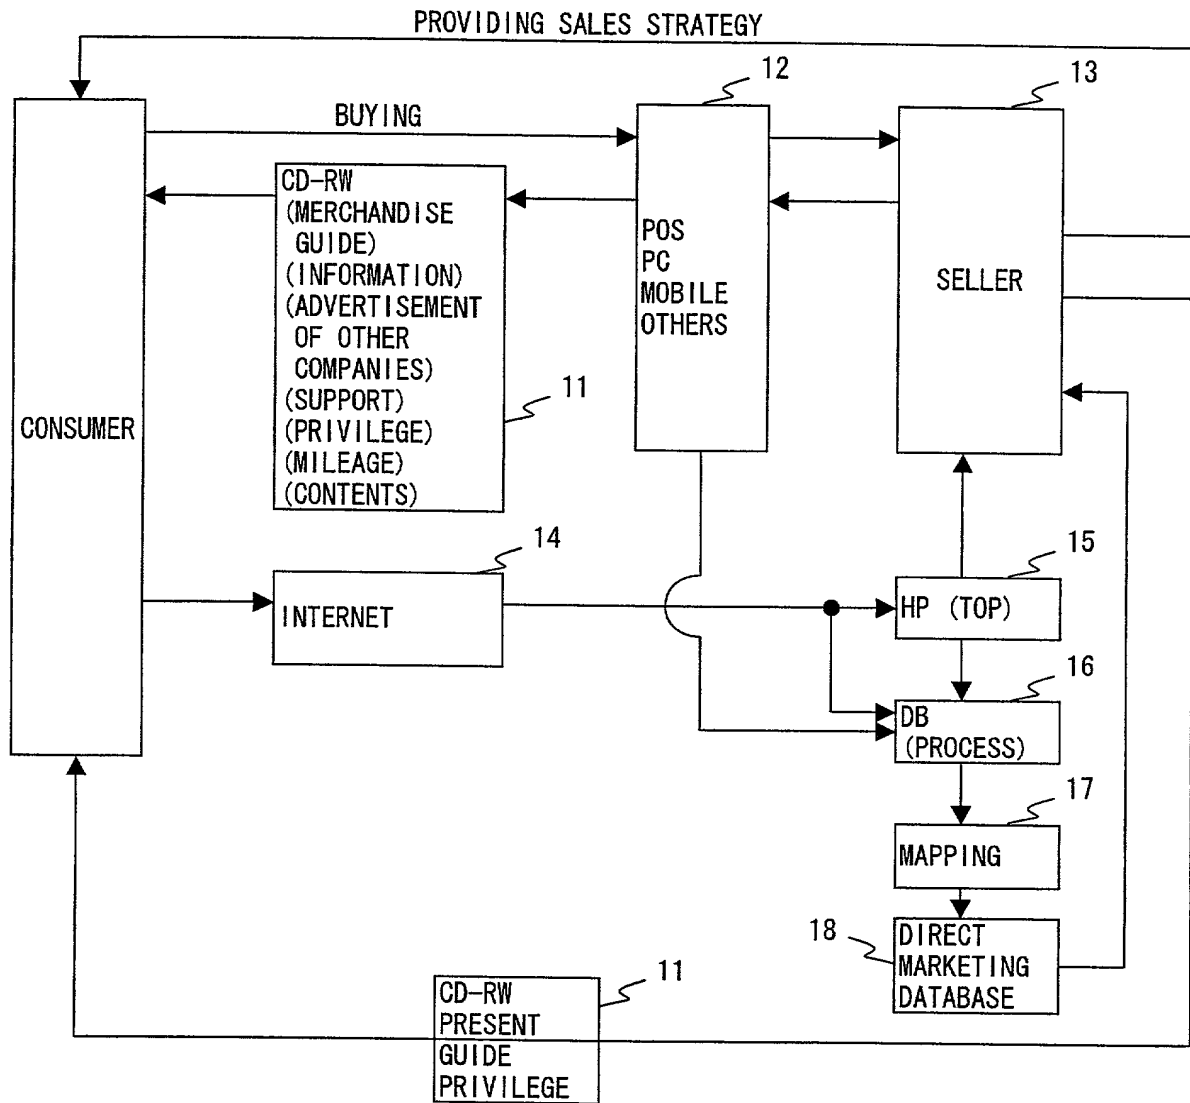 PROVIDING SALES STRATEGY
12
13
BUYING
CD-RW
(MERCHANDISE
GUIDE)
(INFORMATION)
(ADVERTISEMENT
OF OTHER
COMPANIES)
(SUPPORT)
(PRIVILEGE)
(MILEAGE)
(CONTENTS)
11
POS
PC
MOBILE
OTHERS
SELLER
CONSUMER
14
INTERNET
15
HP (TOP)
16
DB
(PROCESS)
17
MAPPING
18
DIRECT
MARKETING
DATABASE
11
CD-RW
PRESENT
GUIDE
PRIVILEGE